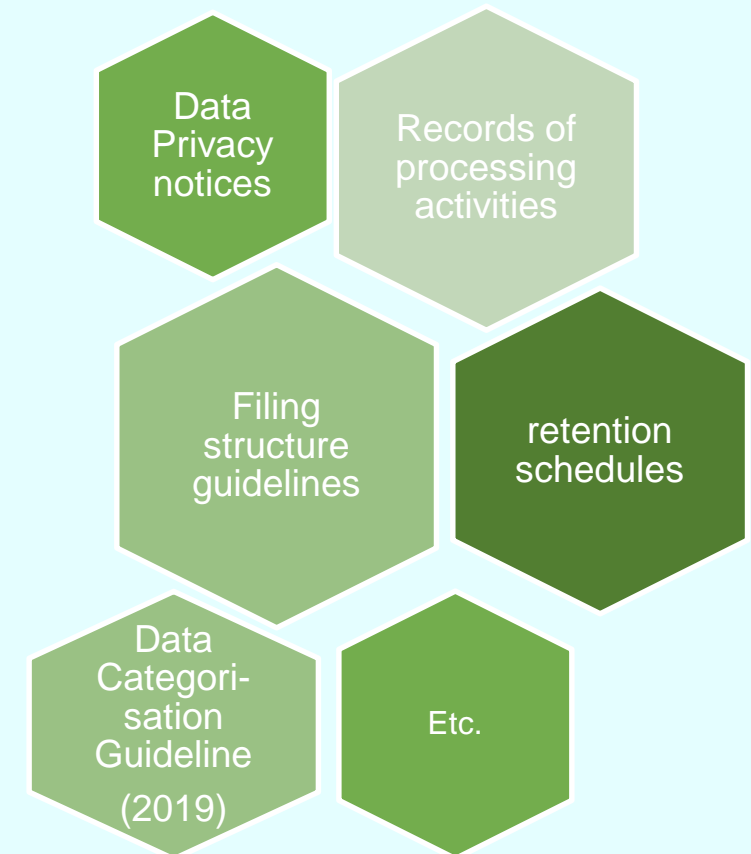 Data
Privacy
notices
Records of
processing
activities
Filing
structure
guidelines
retention
schedules
Data
Categori-
sation
Guideline
(2019)
Etc.